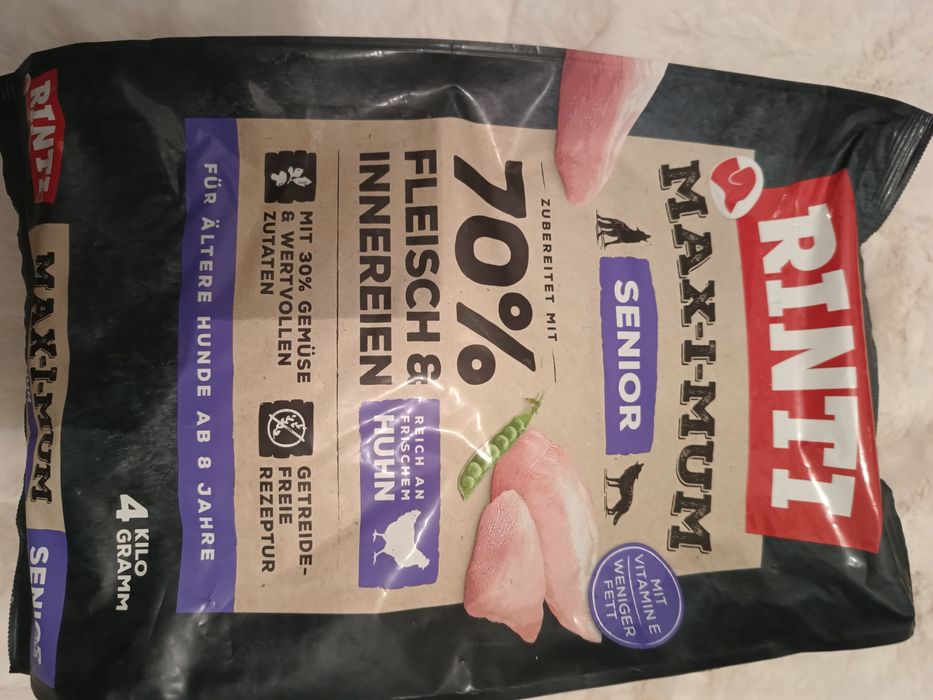 RINTI
MAX-I-MUM
SENIOR
MIT
VITAMIN E
WENIGER
FETT
ZUBEREITET MIT
70%
FLEISCH &
INNEREIEN
REICH AN
FRISCHEM
HUHN
MIT 30% GEMÜSE
& WERTVOLLEN
ZUTATEN
GETREIDE-
FREIE
REZEPTUR
FÜR ÄLTERE HUNDE AB 8 JAHRE
4 KILO
GRAMM
RINTI
MAX-I-MUM
SENIOR